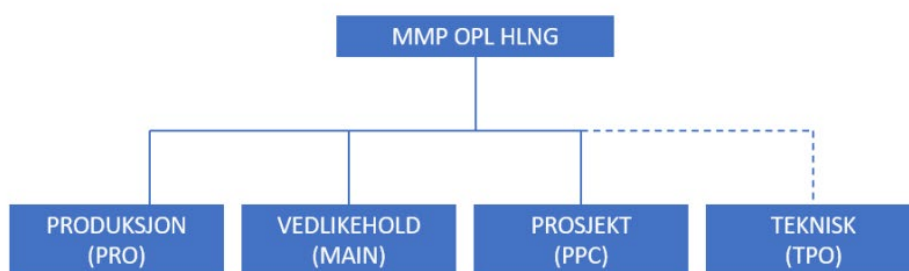 MMP OPL HLNG
PRODUKSJON
(PRO)
VEDLIKEHOLD
(MAIN)
PROSJEKT
(PPC)
TEKNISK
(TPO)